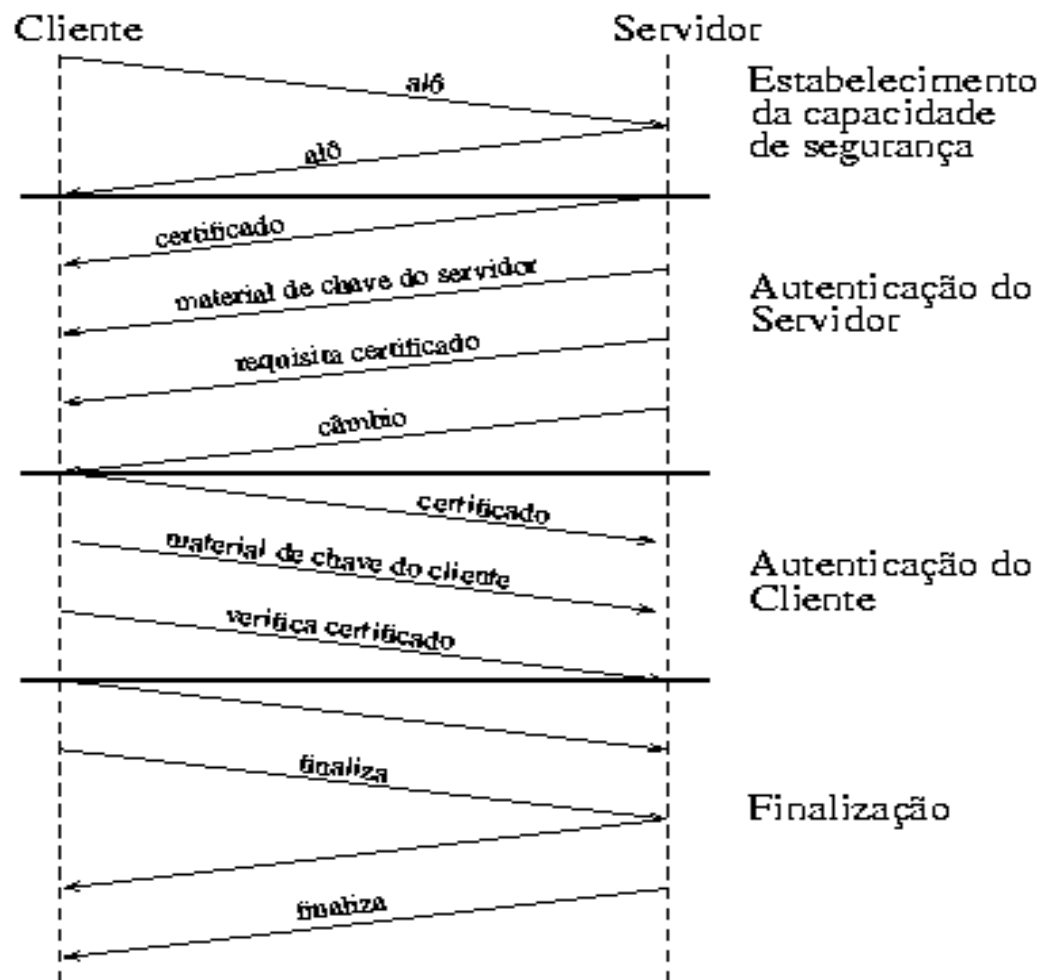 Cliente
Servidor
alô
Estabelecimento
da capacidade
de segurança
alô
certificado
material de chave do servidor
Autenticação do
Servidor
requisita certificado
câmbio
certificado
material de chave do cliente
Autenticação do
Cliente
verifica certificado
finaliza
Finalização
finaliza